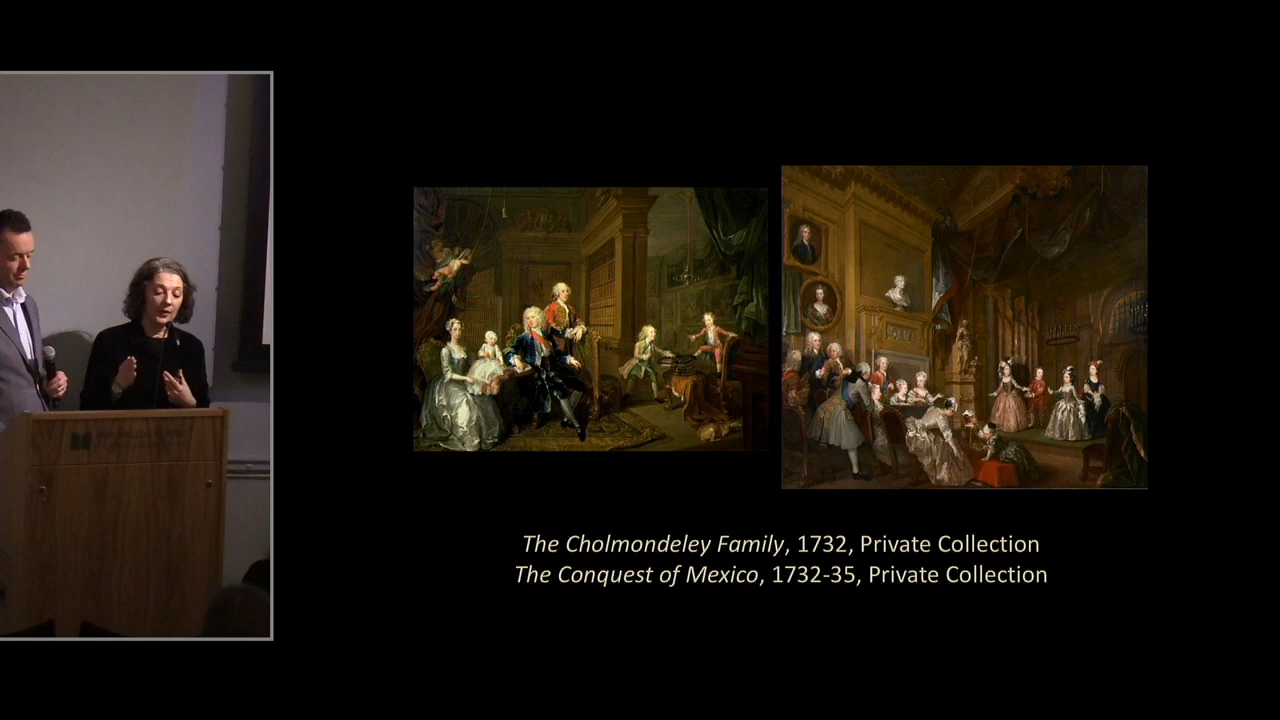 The Cholmondeley Family, 1732, Private Collection
The Conquest of Mexico, 1732-35, Private Collection